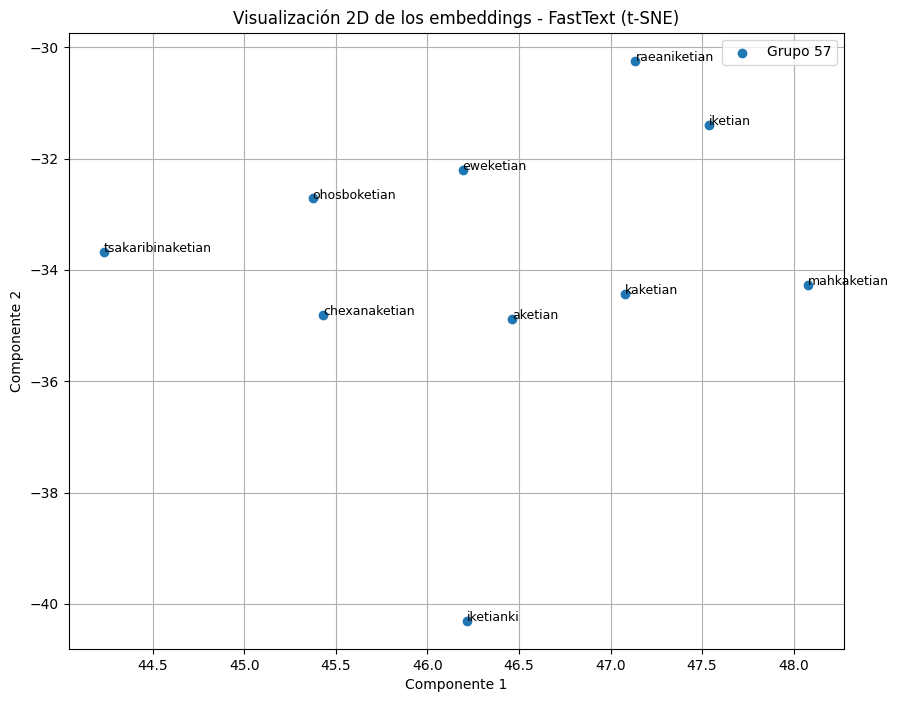 Visualización 2D de los embeddings - FastText (t-SNE)
Grupo 57
raeaniketian
iketian
eweketian
ohosboketian
tsakaribinaketian
mahkaketian
kaketian
chexanaketian
aketian
iketianki
−30
−32
−34
−36
−38
−40
Componente 2
44.5 45.0 45.5 46.0 46.5 47.0 47.5 48.0
Componente 1